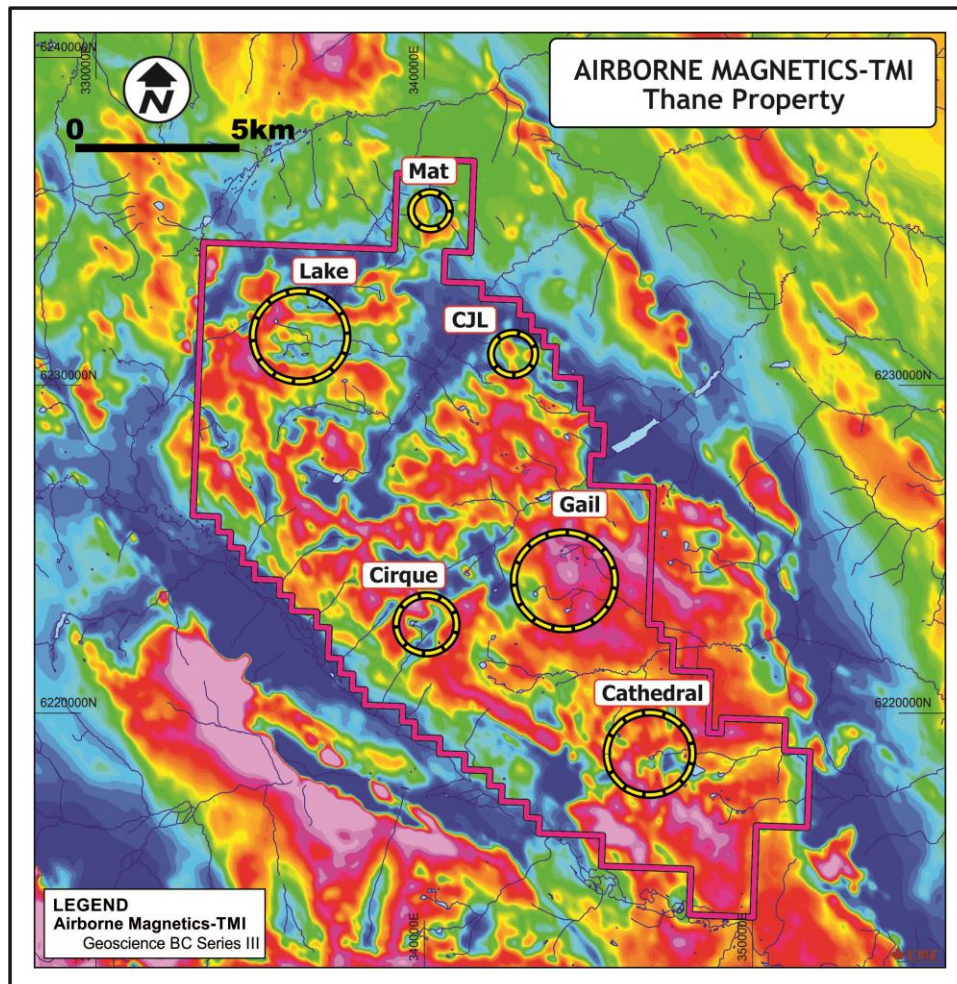 6240000N
330000E
340000E
AIRBORNE MAGNETICS-TMI
Thane Property
N
0 5km
Mat
Lake
CJL
6230000N
6230000N
Gail
Cirque
Cathedral
6220000N
6220000N
LEGEND
Airborne Magnetics-TMI
Geoscience BC Series III
340000E
350000E